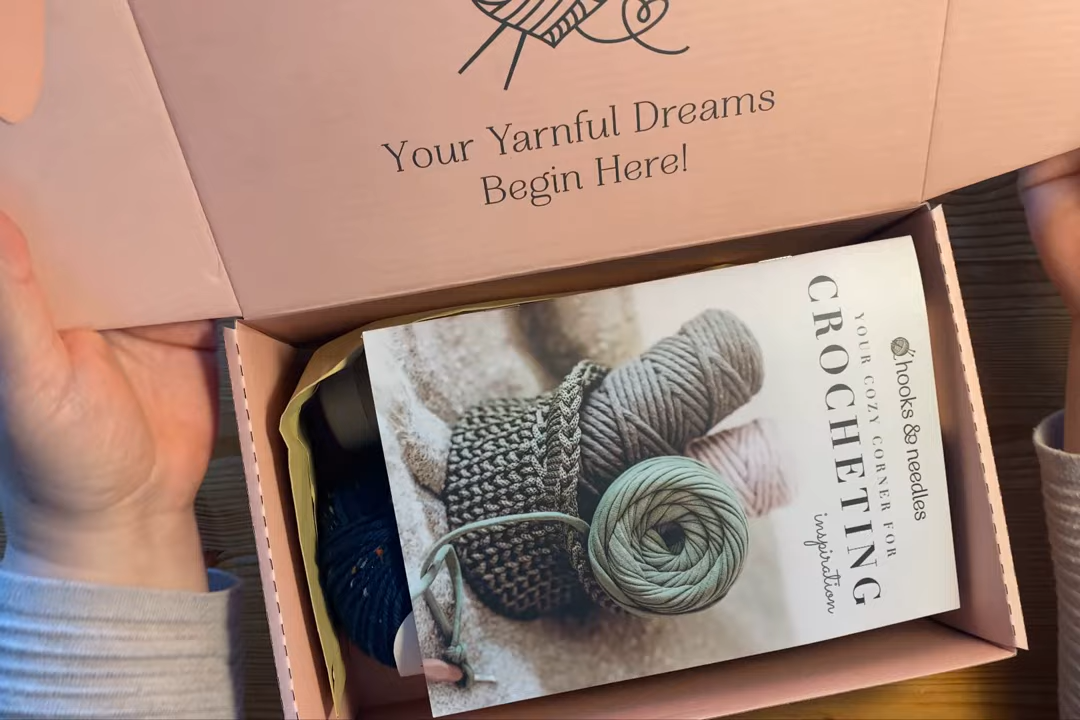 Your Yarnful Dreams
Begin Here!
hooks & needles
YOUR COZY CORNER FOR
CROCHETING
inspiration